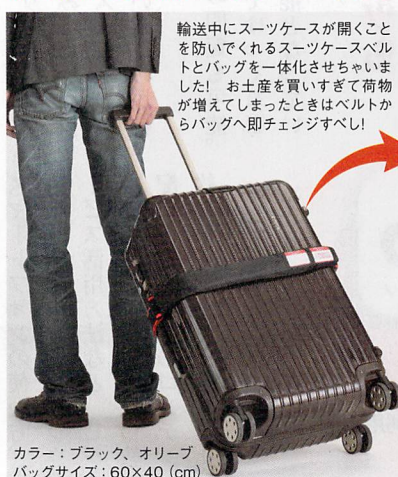 輸送中にスーツケースが開くこと
を防いでくれるスーツケースベル
トとバッグを一体化させちゃいま
した!　お土産を買いすぎて荷物
が増えてしまったときはベルトか
らバッグへ即チェンジすべし!
カラー：ブラック、オリーブ
バッグサイズ：60×40（cm）